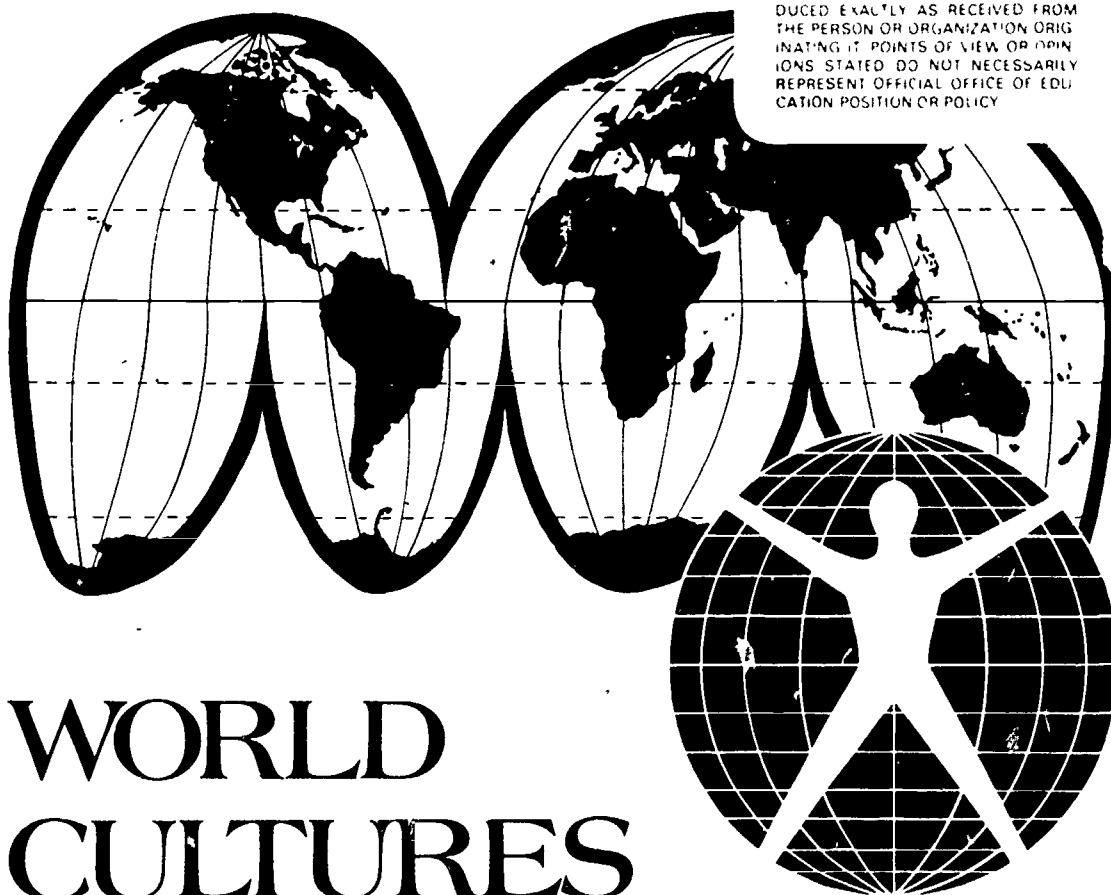 DUCED EXACTLY AS RECEIVED FROM
THE PERSON OR ORGANIZATION ORIG
INATING IT POINTS OF VIEW OR OPIN
IONS STATED DO NOT NECESSARILY
REPRESENT OFFICIAL OFFICE OF EDU
CATION POSITION OR POLICY
WORLD
CULTURES